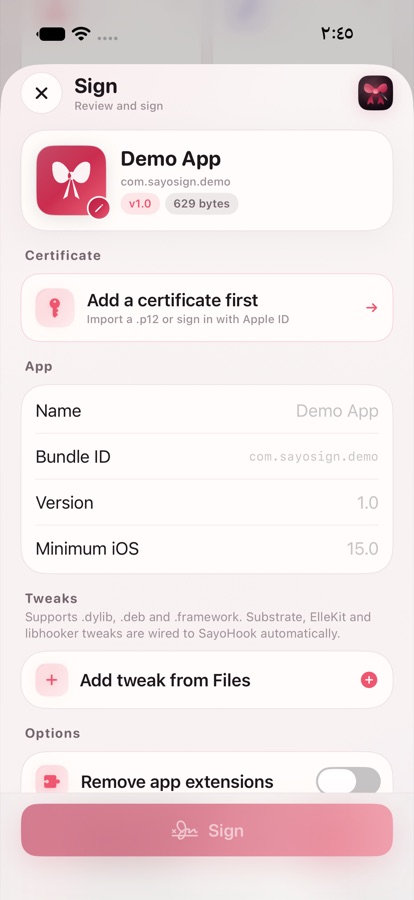 ٢:٤٥
Sign
Review and sign
Demo App
com.sayosign.demo
v1.0
629 bytes
Certificate
Add a certificate first
Import a .p12 or sign in with Apple ID
App
Name
Demo App
Bundle ID
com.sayosign.demo
Version
1.0
Minimum iOS
15.0
Tweaks
Supports .dylib, .deb and .framework. Substrate, ElleKit and
libhooker tweaks are wired to SayoHook automatically.
Add tweak from Files
Options
Remove app extensions
Sign